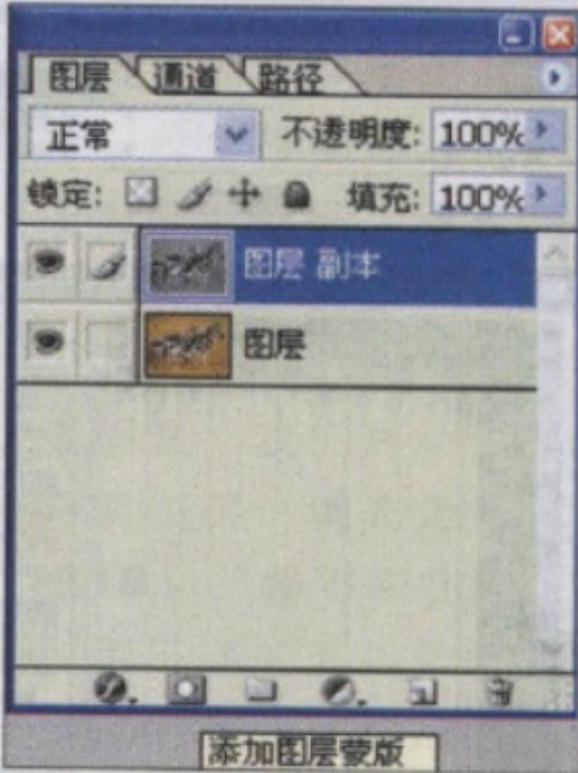 图层 通道 路径
正常 不透明度: 100%
锁定: 填充: 100%
图层 副本
图层
添加图层蒙版